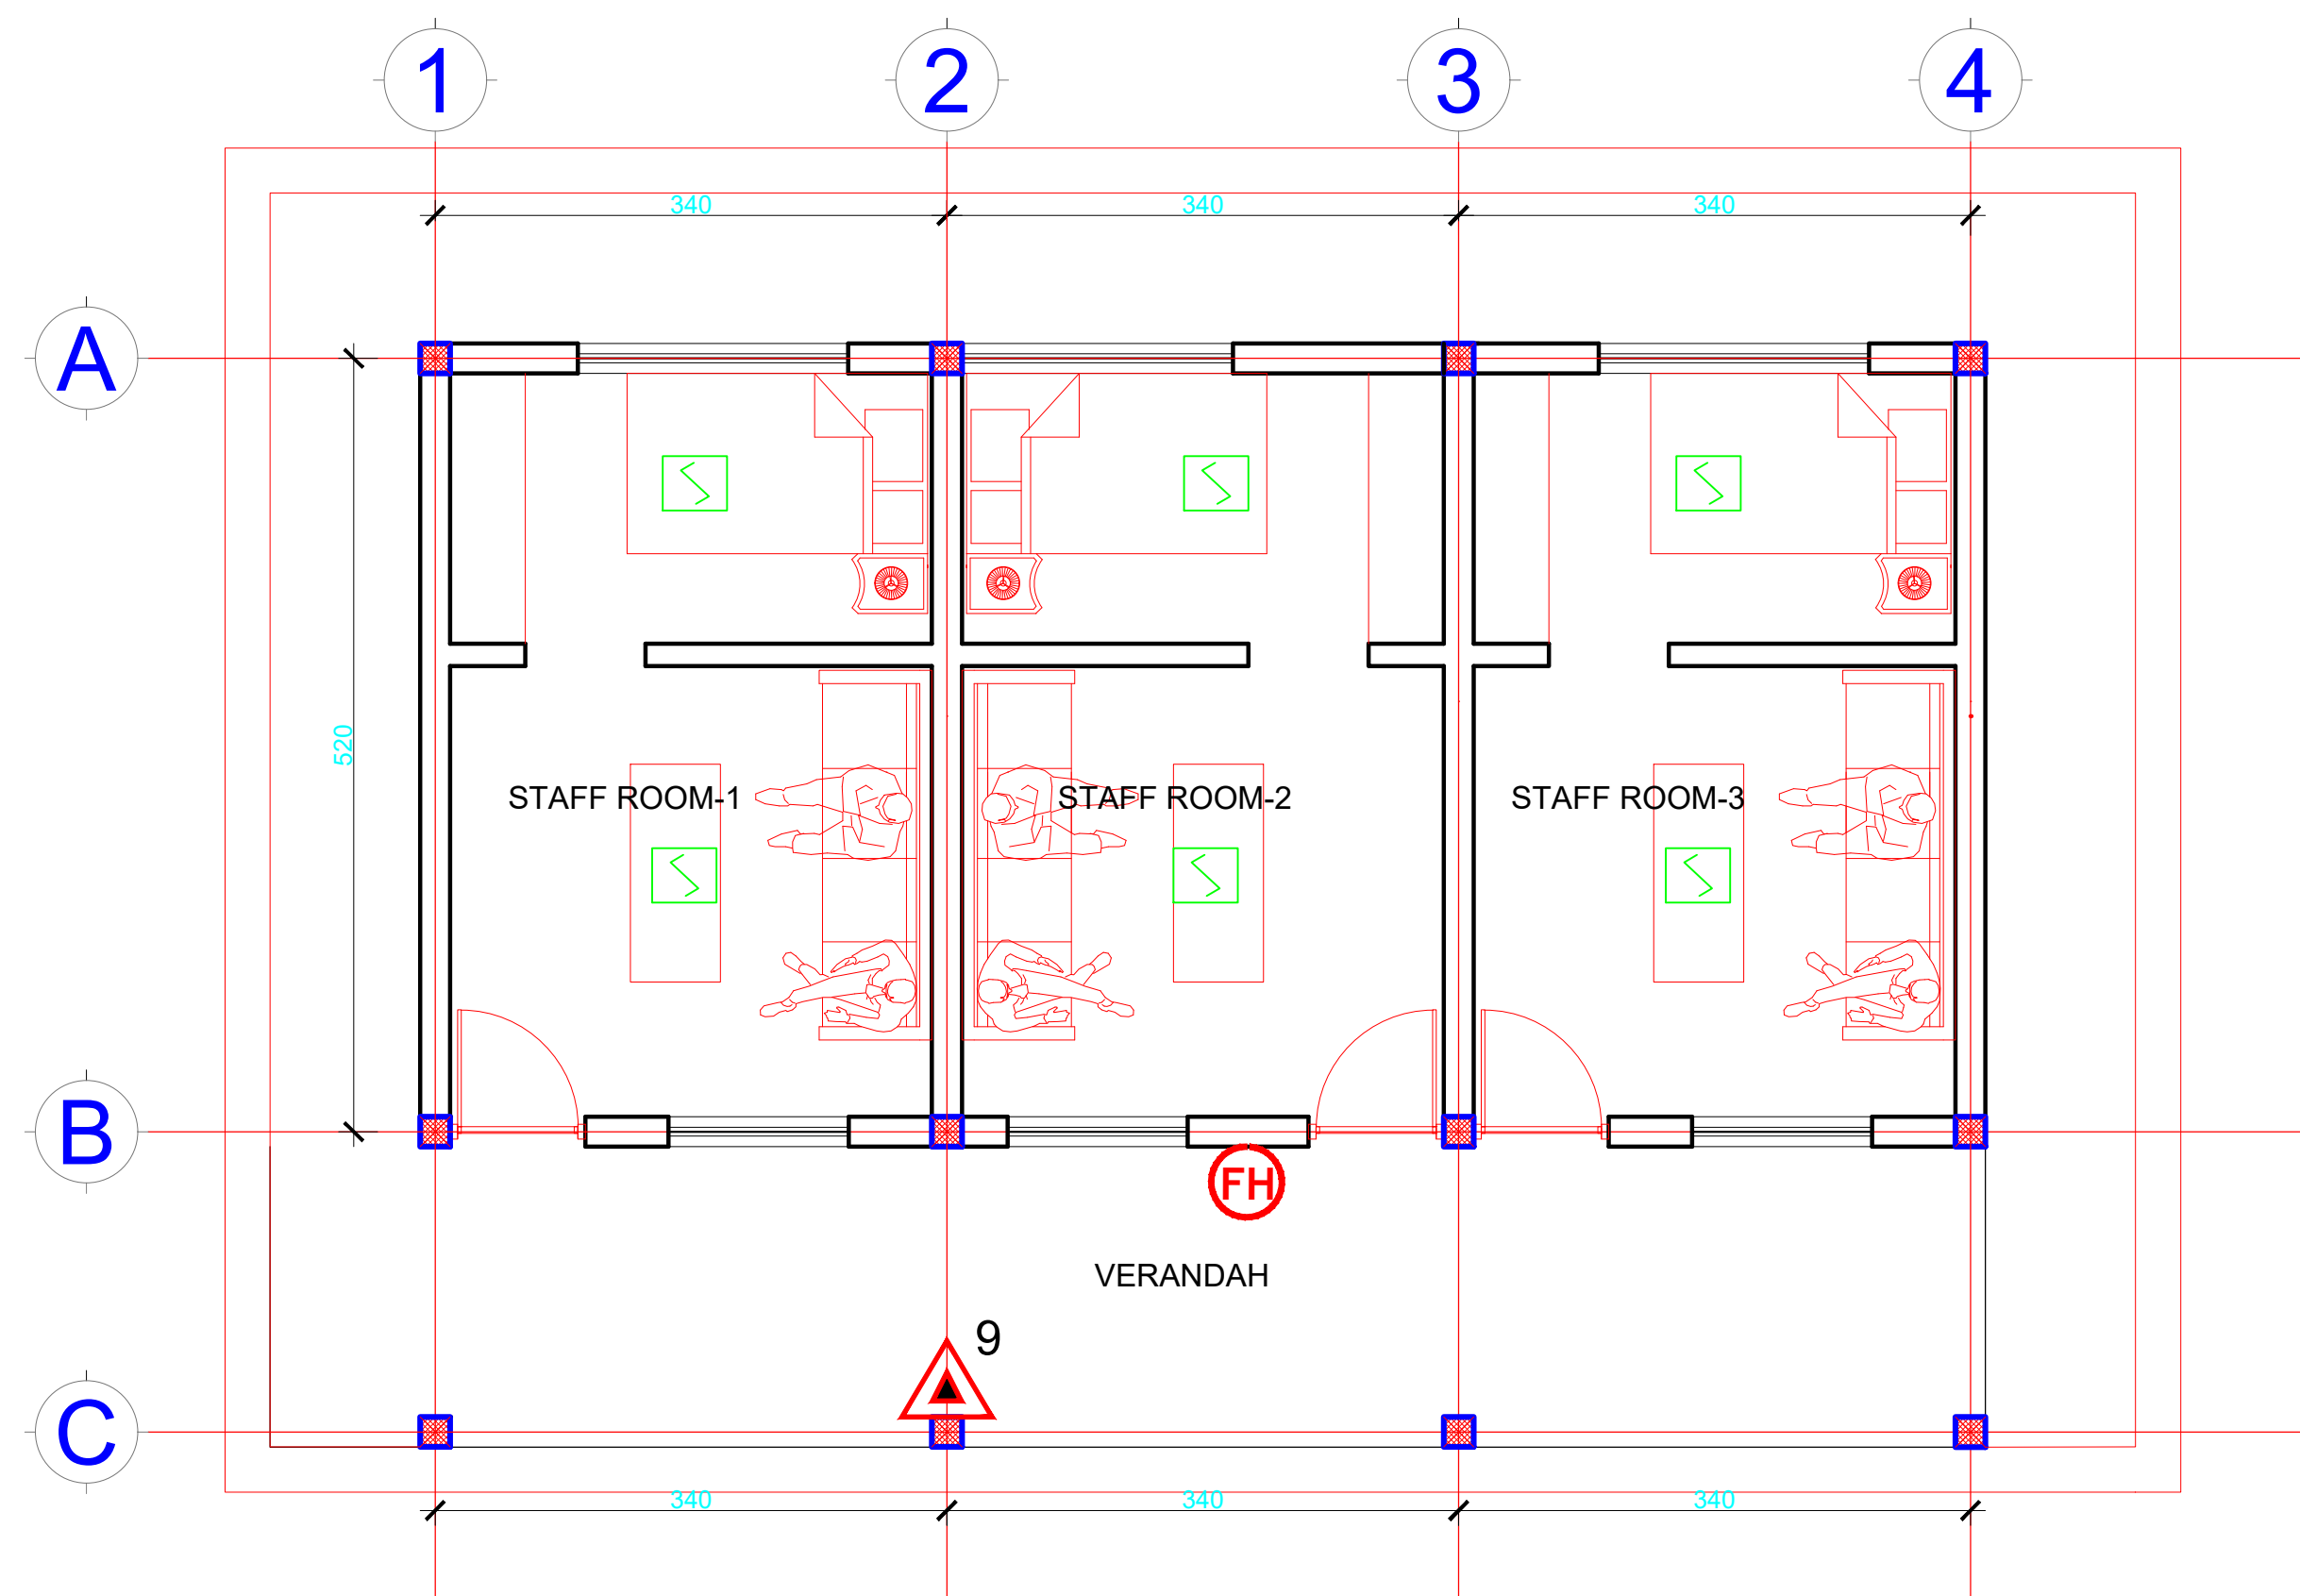 1 2 3 4
340 340 340
A
520
STAFF ROOM-1 STAFF ROOM-2 STAFF ROOM-3
B
FH
VERANDAH
9
C
340 340 340